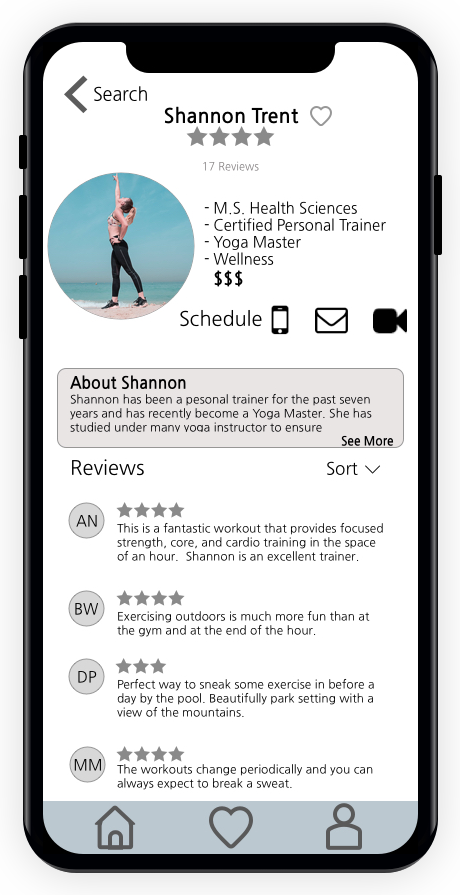 Search
Shannon Trent
17 Reviews
- M.S. Health Sciences
- Certified Personal Trainer
- Yoga Master
- Wellness
$$$
Schedule
About Shannon
Shannon has been a pesonal trainer for the past seven
years and has recently become a Yoga Master. She has
studied under many yoga instructor to ensure
See More
Reviews
Sort
AN
This is a fantastic workout that provides focused
strength, core, and cardio training in the space
of an hour.  Shannon is an excellent trainer.
BW
Exercising outdoors is much more fun than at
the gym and at the end of the hour.
DP
Perfect way to sneak some exercise in before a
day by the pool. Beautifully park setting with a
view of the mountains.
MM
The workouts change periodically and you can
always expect to break a sweat.